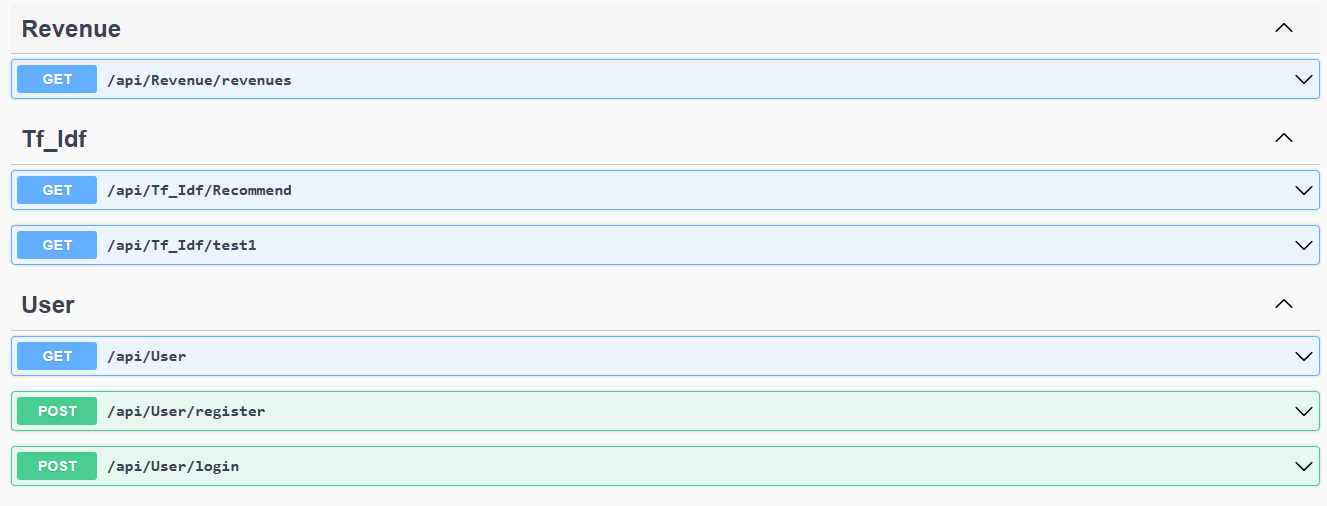 Revenue
GET /api/Revenue/revenues
Tf_Idf
GET /api/Tf_Idf/Recommend
GET /api/Tf_Idf/test1
User
GET /api/User
POST /api/User/register
POST /api/User/login